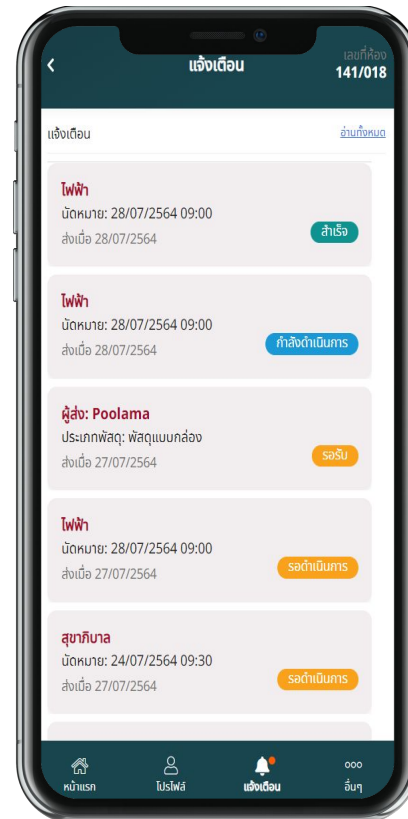 เลขที่ห้อง
แจ้งเตือน
141/018
แจ้งเตือน อ่านทั้งหมด
ไฟฟ้า
นัดหมาย: 28/07/2564 09:00
ส่งเมื่อ 28/07/2564
สำเร็จ
ไฟฟ้า
นัดหมาย: 28/07/2564 09:00
ส่งเมื่อ 28/07/2564
กำลังดำเนินการ
ผู้ส่ง: Poolama
ประเภทพัสดุ: พัสดุแบบกล่อง
ส่งเมื่อ 27/07/2564
รอรับ
ไฟฟ้า
นัดหมาย: 28/07/2564 09:00
ส่งเมื่อ 27/07/2564
รอดำเนินการ
สุขาภิบาล
นัดหมาย: 24/07/2564 09:30
ส่งเมื่อ 27/07/2564
รอดำเนินการ
หน้าแรก โปรไฟล์ แจ้งเตือน อื่นๆ